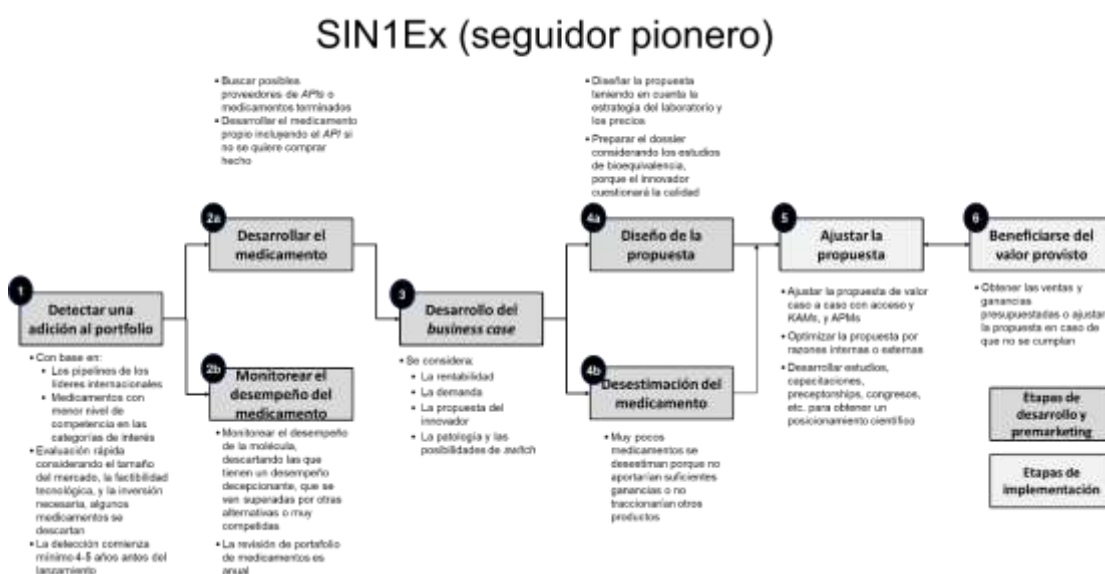 SIN1Ex (seguidor pionero)
• Buscar posibles
proveedores de APIs o
medicamentos terminados
• Desarrollar el medicamento
propio incluyendo el API si
no se quiere comprar
hecho
• Diseñar la propuesta
teniendo en cuenta la
estrategia del laboratorio y
los precios
• Preparar el dossier
considerando los estudios
de bioequivalencia,
porque el innovador
cuestionará la calidad
1
Detectar una
adición al portfolio
• Con base en:
• Los pipelines de los
líderes internacionales
• Medicamentos con
menor nivel de
competencia en las
categorías de interés
• Evaluación rápida
considerando el tamaño
del mercado, la factibilidad
tecnológica, y la inversión
necesaria, algunos
medicamentos se
descartan
• La detección comienza
mínimo 4-5 años antes del
lanzamiento
2a
Desarrollar el
medicamento
2b
Monitorear el
desempeño del
medicamento
• Monitorear el desempeño
de la molécula,
descartando las que
tienen un desempeño
decepcionante, que se
ven superadas por otras
alternativas o muy
competidas
• La revisión de portafolio
de medicamentos es
anual
3
Desarrollo del
business case
• Se considera:
• La rentabilidad
• La demanda
• La propuesta del
innovador
• La patología y las
posibilidades de switch
4a
Diseño de la
propuesta
4b
Desestimación del
medicamento
• Muy pocos
medicamentos se
desestiman porque no
aportarían suficientes
ganancias o no
traccionarían otros
productos
5
Ajustar la
propuesta
• Ajustar la propuesta de valor
caso a caso con acceso y
KAMs, y APMs
• Optimizar la propuesta por
razones internas o externas
• Desarrollar estudios,
capacitaciones,
preceptorships, congresos,
etc. para obtener un
posicionamiento científico
6
Beneficiarse del
valor provisto
• Obtener las ventas y
ganancias
presupuestadas o ajustar
la propuesta en caso de
que no se cumplan
Etapas de
desarrollo y
premarketing
Etapas de
implementación